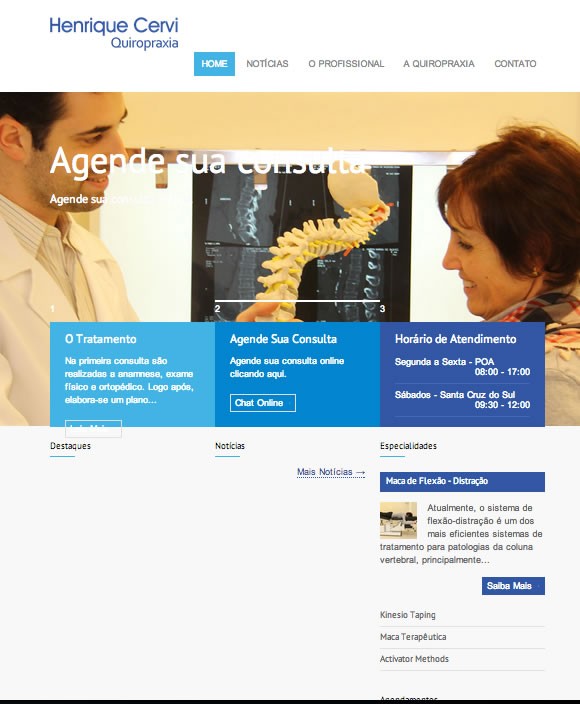 Henrique Cervi
Quiropraxia
HOME NOTÍCIAS O PROFISSIONAL A QUIROPRAXIA CONTATO
Agende sua consulta
Agende sua
1 2 3
O Tratamento
Na primeira consulta são
realizadas a anamnese, exame
físico e ortopédico. Logo após,
elabora-se um plano...
Agende Sua Consulta
Agende sua consulta online
clicando aqui.
Chat Online
Horário de Atendimento
Segunda a Sexta - POA
08:00 - 17:00
Sábados - Santa Cruz do Sul
09:30 - 12:00
Destaques
Notícias
Mais Notícias →
Especialidades
Maca de Flexão - Distração
Atualmente, o sistema de
flexão-distração é um dos
mais eficientes sistemas de
tratamento para patologias da coluna
vertebral, principalmente...
Saiba Mais
Kinesio Taping
Maca Terapêutica
Activator Methods
Agendamentos